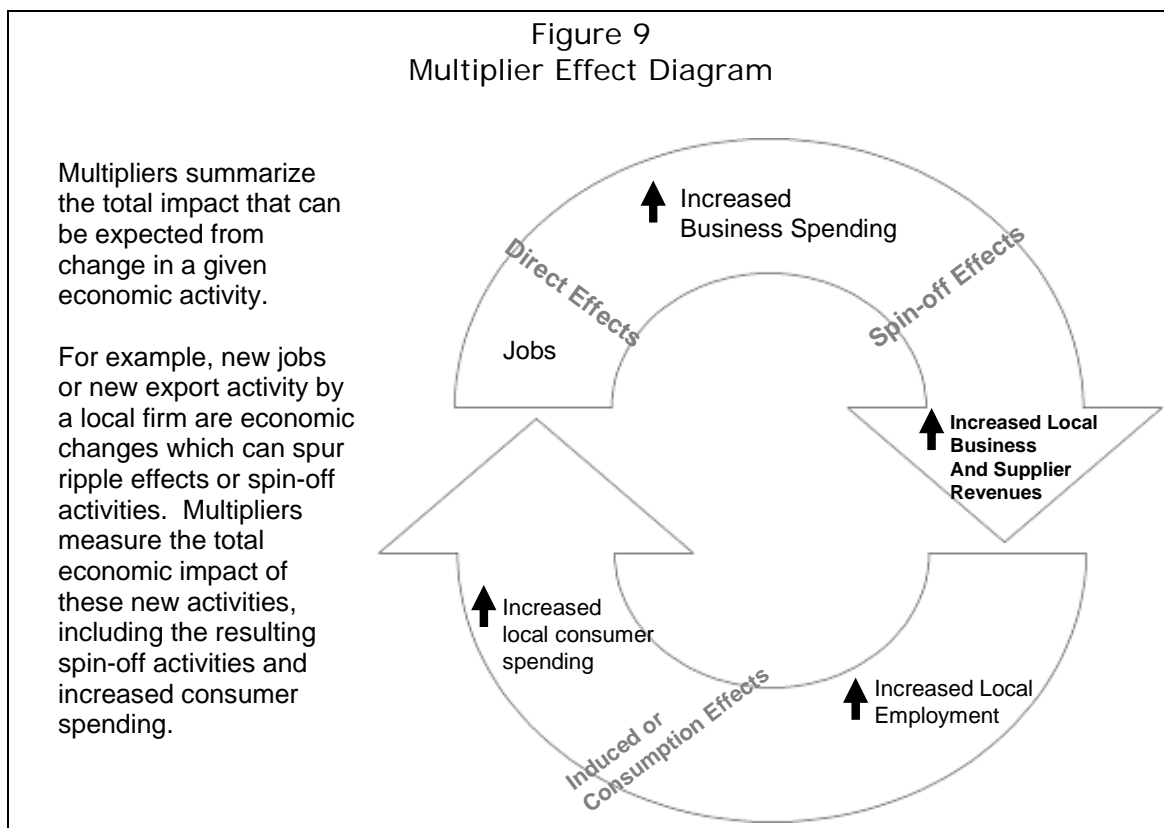 Figure 9
Multiplier Effect Diagram
Multipliers summarize
the total impact that can
be expected from
change in a given
economic activity.
For example, new jobs
or new export activity by
a local firm are economic
changes which can spur
ripple effects or spin-off
activities.  Multipliers
measure the total
economic impact of
these new activities,
including the resulting
spin-off activities and
increased consumer
spending.
Increased
Business Spending
Direct Effects
Spin-off Effects
Jobs
Increased Local
Business
And Supplier
Revenues
Increased
local consumer
spending
Increased Local
Employment
Induced or
Consumption Effects